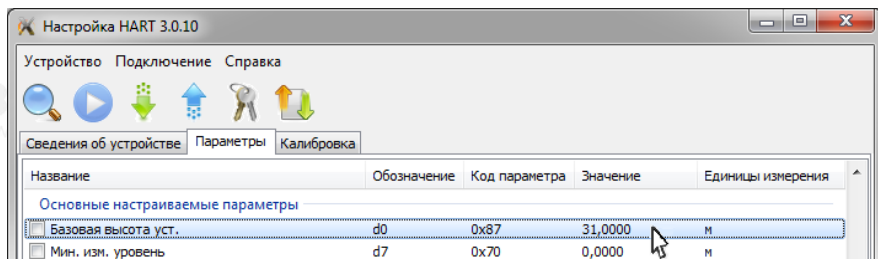 Настройка HART 3.0.10
Устройство Подключение Справка
Сведения об устройстве Параметры Калибровка
Название Обозначение Код параметра Значение Единицы измерения
Основные настраиваемые параметры
Базовая высота уст. d0 0x87 31,0000 м
Мин. изм. уровень d7 0x70 0,0000 м